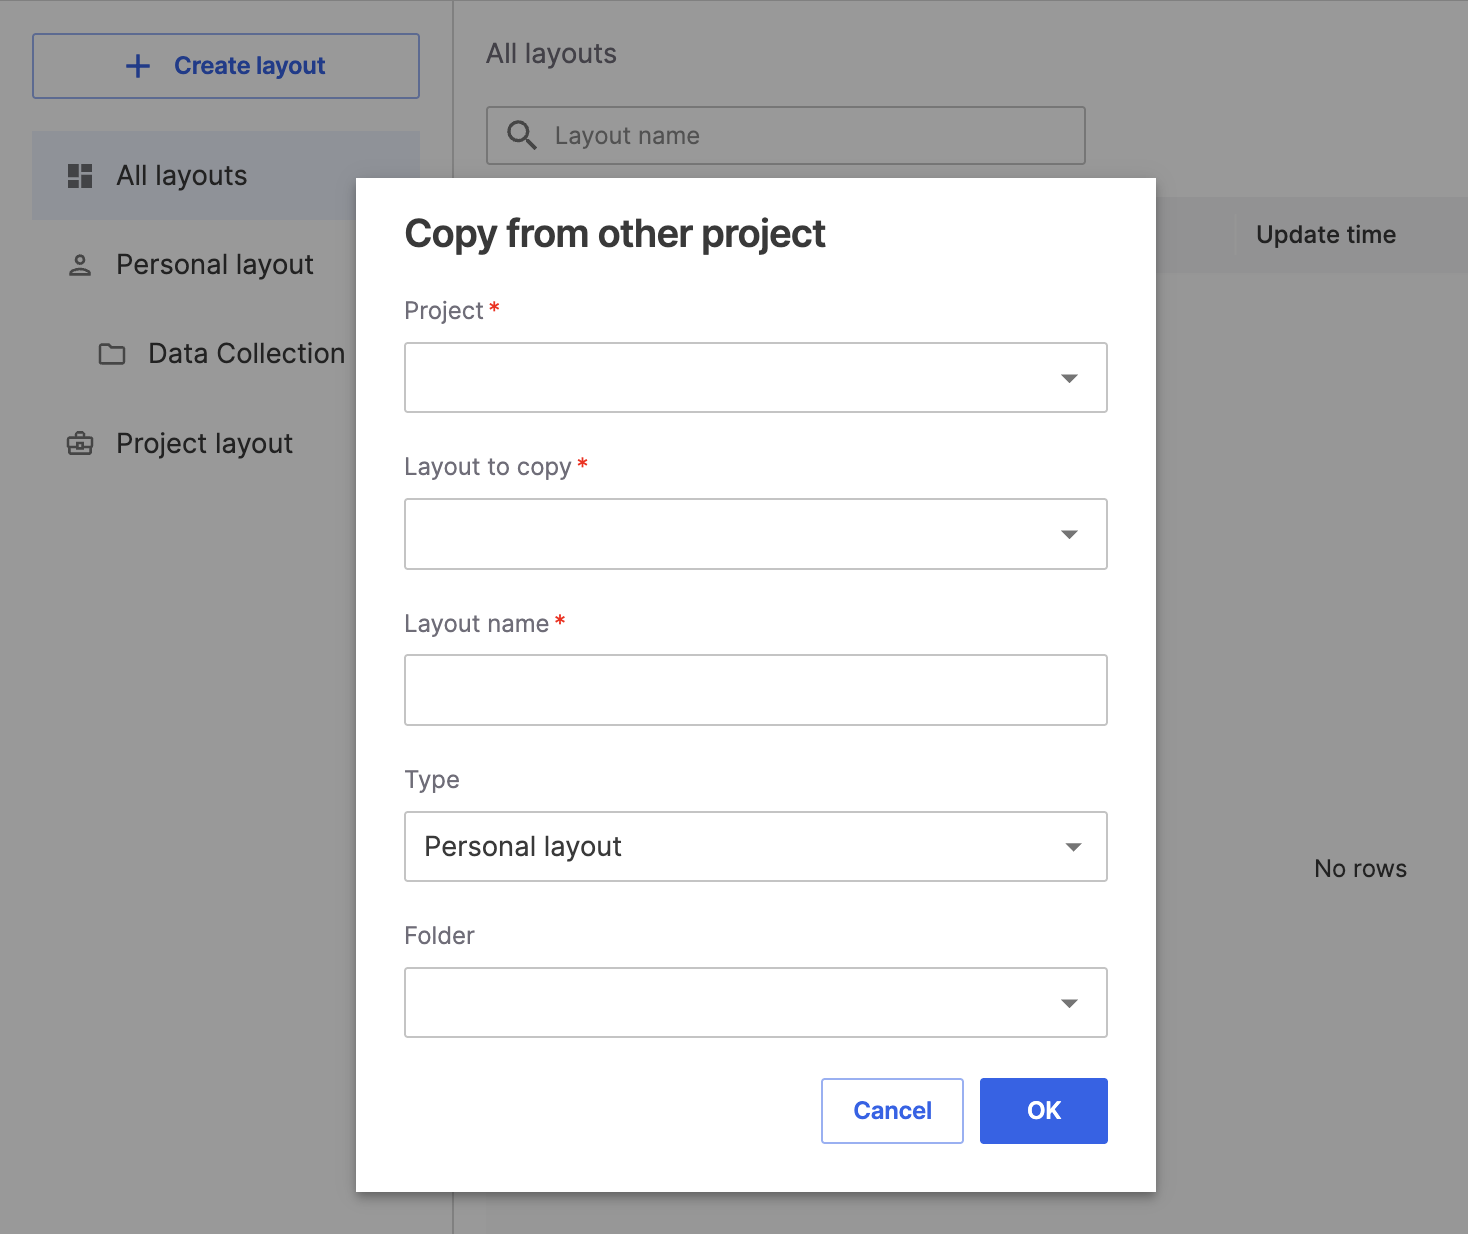 Create layout
All layouts
Personal layout
Data Collection
Project layout
All layouts
Layout name
Update time
No rows
Copy from other project
Project *
Layout to copy *
Layout name *
Type
Personal layout
Folder
Cancel
OK